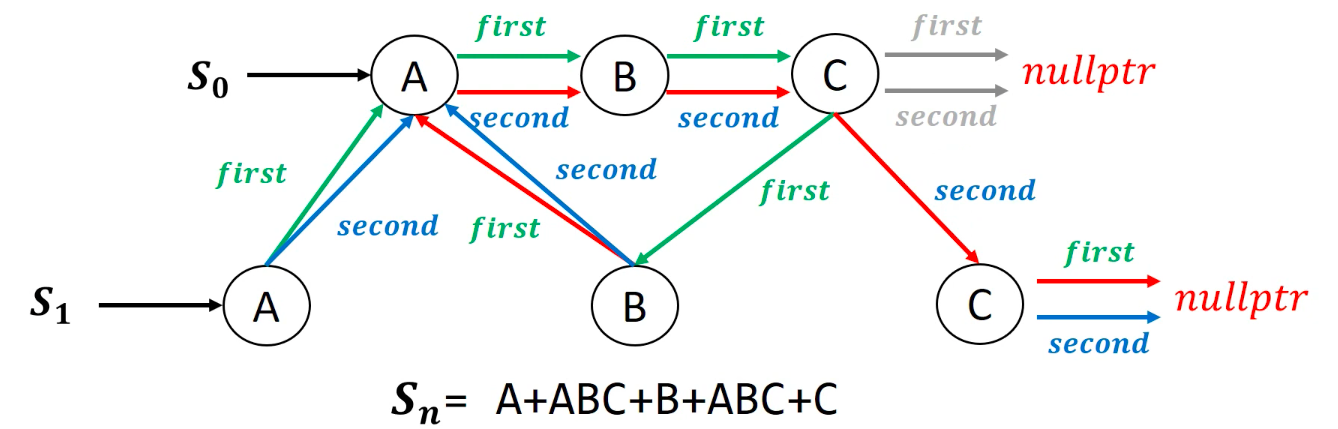 first first first
S₀ A B C nullptr
second second second
first second first second first second
first
S₁ A B C nullptr
second
Sₙ= A+ABC+B+ABC+C